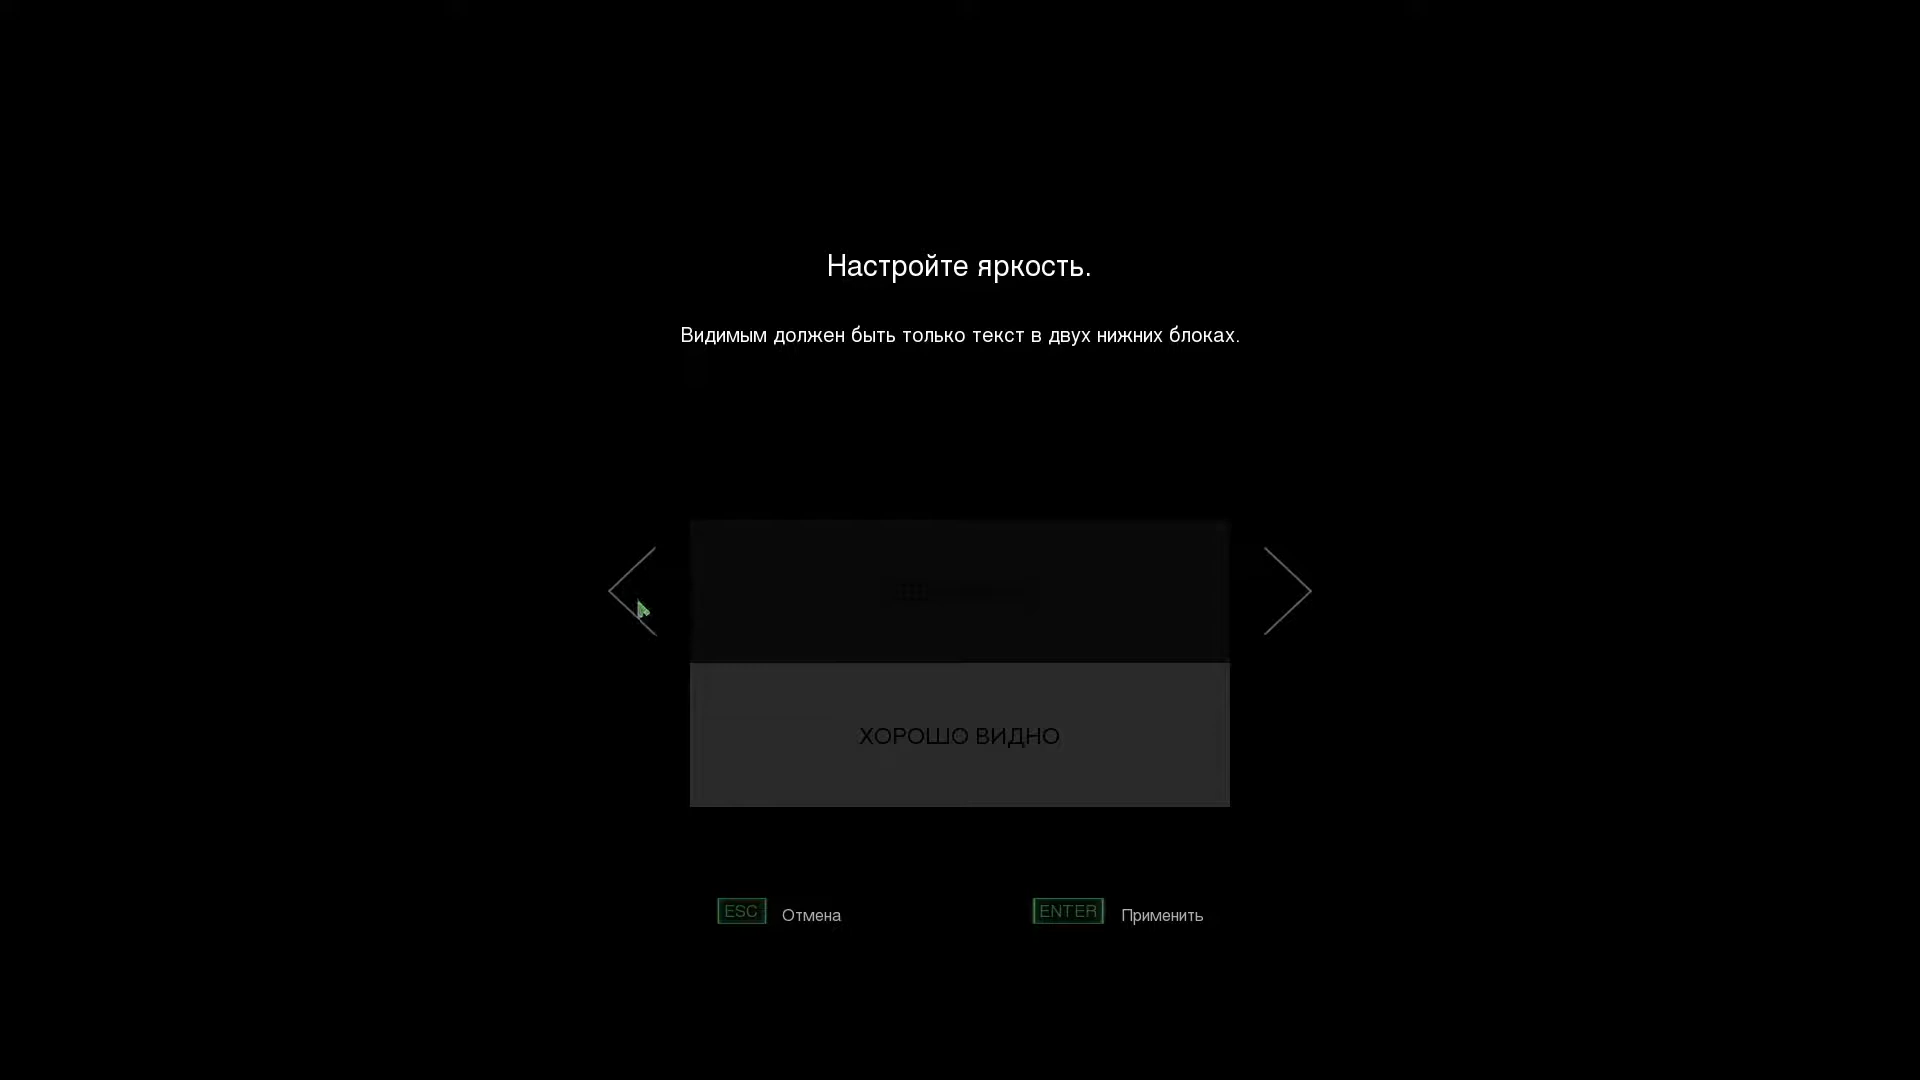 Настройте яркость.
Видимым должен быть только текст в двух нижних блоках.
ХОРОШО ВИДНО
ESC Отмена
ENTER Применить